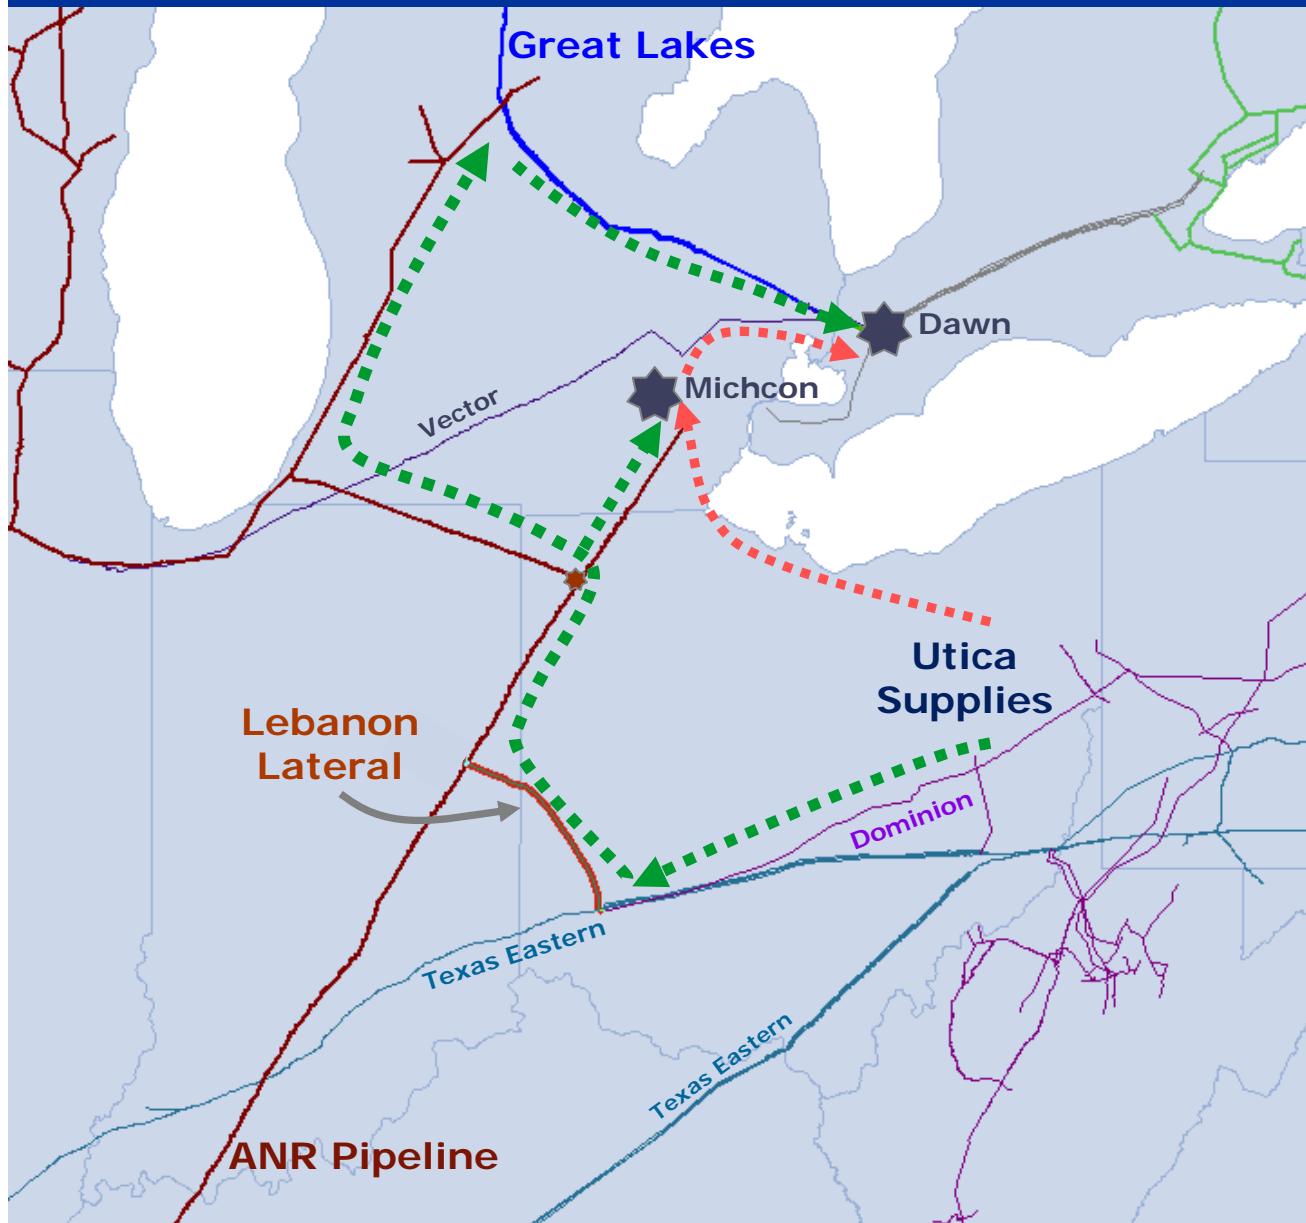 Great Lakes
Dawn
Michcon
Vector
Utica
Supplies
Lebanon
Lateral
Dominion
Texas Eastern
Texas Eastern
ANR Pipeline